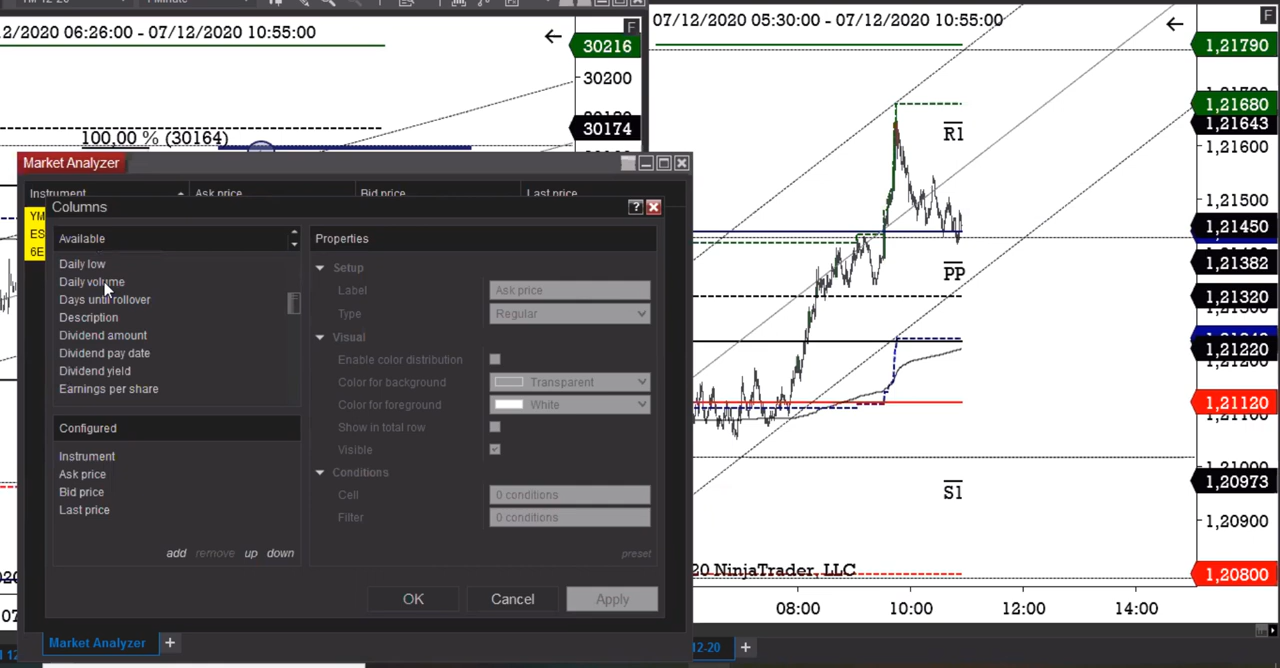 1 Minute
2/2020 06:26:00 - 07/12/2020 10:55:00
F
30216
30200
30174
100,00 % (30164)
07/12/2020 05:30:00 - 07/12/2020 10:55:00
F
1,21790
1,21680
1,21643
1,21600
1,21500
1,21450
1,21382
1,21320
1,21220
1,21120
1,20973
1,20900
1,20800
R1
PP
S1
20 NinjaTrader, LLC
08:00
10:00
12:00
14:00
12-20 +
Market Analyzer
Instrument Ask price Bid price Last price
YM
ES
6E
Columns
?
Available
Daily low
Daily volume
Days until rollover
Description
Dividend amount
Dividend pay date
Dividend yield
Earnings per share
Configured
Instrument
Ask price
Bid price
Last price
add remove up down
Properties
Setup
Label Ask price
Type Regular
Visual
Enable color distribution
Color for background Transparent
Color for foreground White
Show in total row
Visible
Conditions
Cell 0 conditions
Filter 0 conditions
preset
OK Cancel Apply
Market Analyzer +